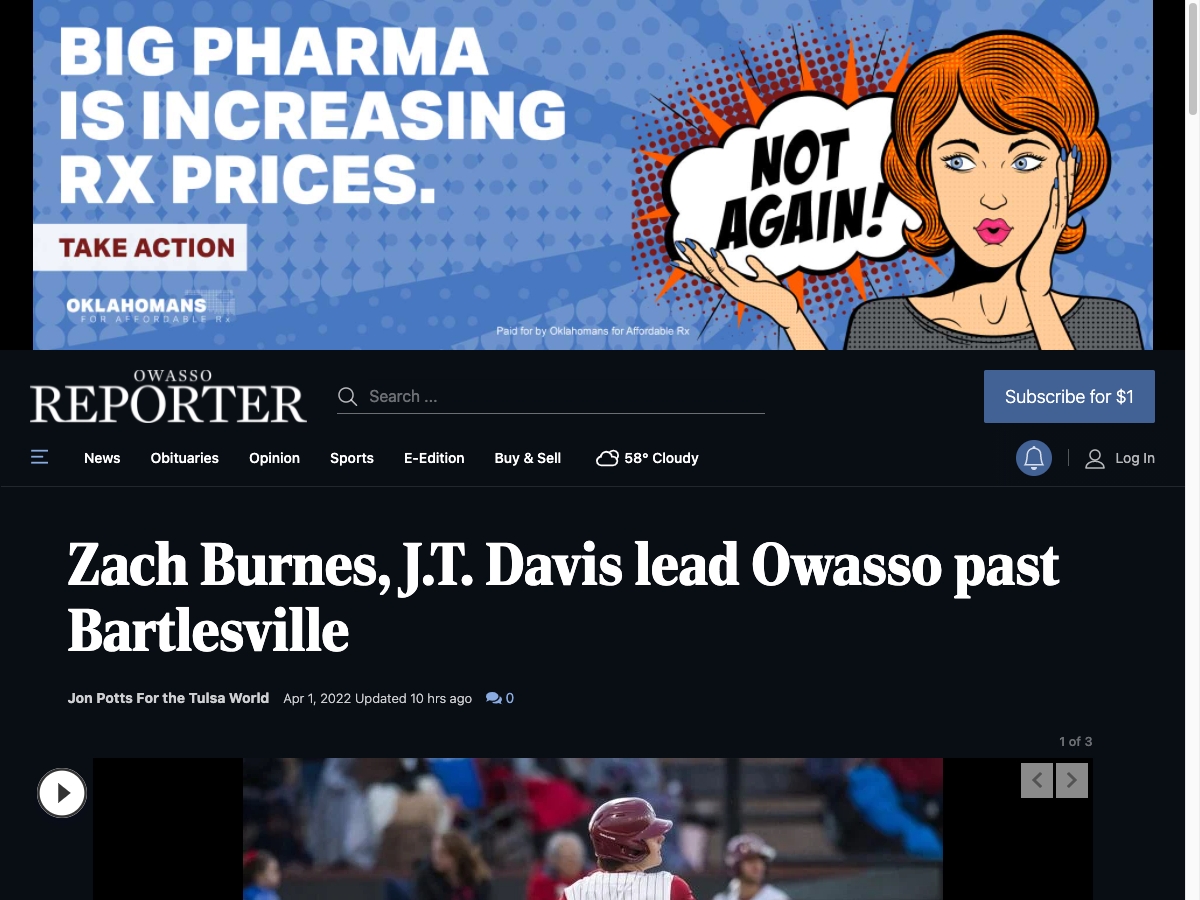 BIG PHARMA
IS INCREASING
RX PRICES.
TAKE ACTION
OKLAHOMANS
FOR AFFORDABLE Rx
NOT
AGAIN!
Paid for by Oklahomans for Affordable Rx
OWASSO
REPORTER
Search ...
Subscribe for $1
News Obituaries Opinion Sports E-Edition Buy & Sell 58° Cloudy Log In
Zach Burnes, J.T. Davis lead Owasso past
Bartlesville
Jon Potts For the Tulsa World Apr 1, 2022 Updated 10 hrs ago 0
1 of 3